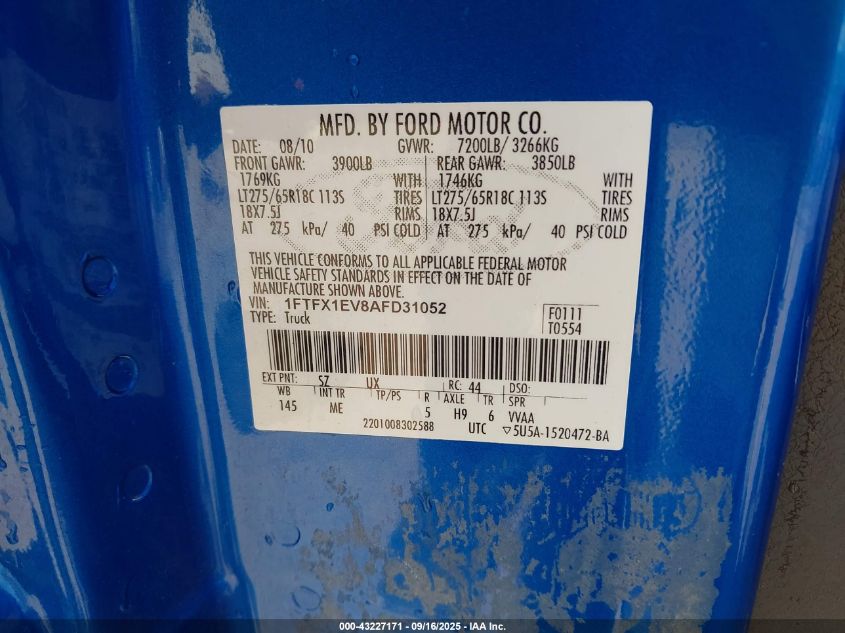 MFD. BY FORD MOTOR CO.
DATE: 08/10 GVWR: 7200LB/ 3266KG
FRONT GAWR: 3900LB REAR GAWR: 3850LB
1769KG WITH 1746KG WITH
LT275/65R18C 113S TIRES LT275/65R18C 113S TIRES
18X7.5J RIMS 18X7.5J RIMS
AT 275 kPa/ 40 PSI COLD AT 275 kPa/ 40 PSI COLD
THIS VEHICLE CONFORMS TO ALL APPLICABLE FEDERAL MOTOR
VEHICLE SAFETY STANDARDS IN EFFECT ON THE DATE OF
MANUFACTURE SHOWN ABOVE.
VIN: 1FTFX1EV8AFD31052
TYPE: Truck
F0111
T0554
EXT PNT: SZ UX RC: 44 DSO:
WB INT TR TP/PS R AXLE TR SPR
145 ME 5 H9 6 VVAA
2201008302588 UTC ▽5U5A-1520472-BA
000-43227171 - 09/16/2025 - IAA Inc.